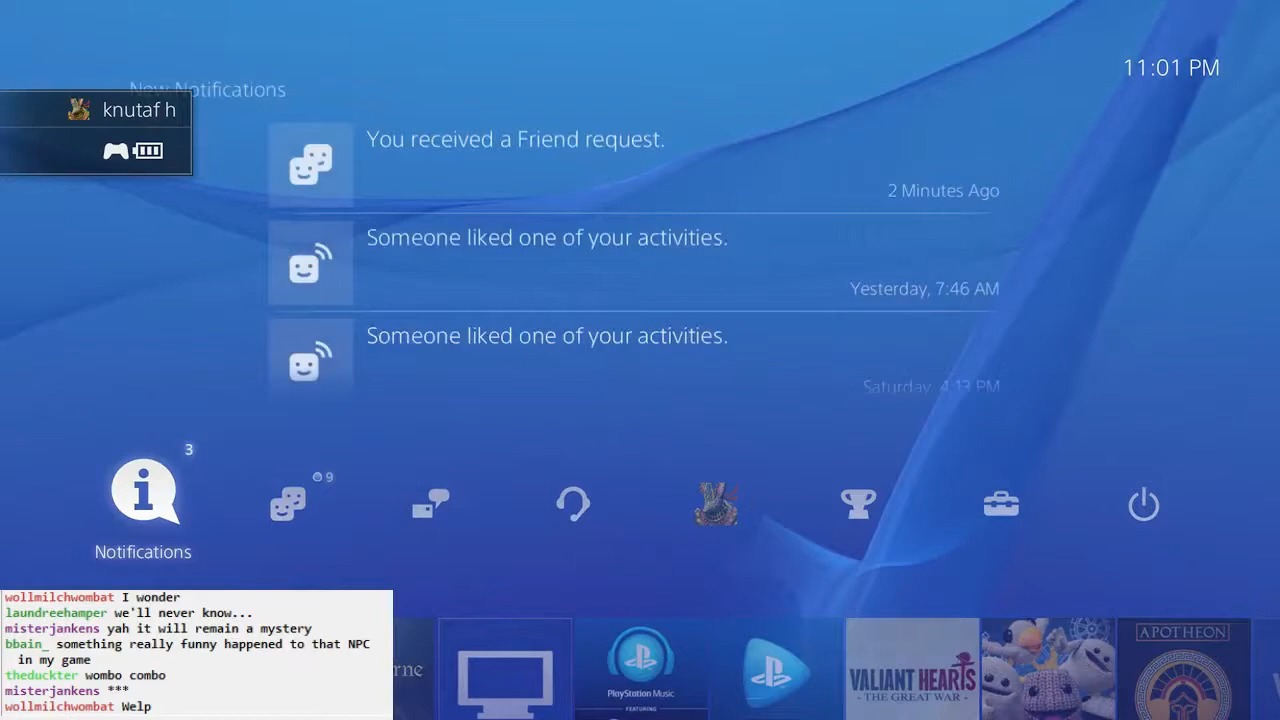 11:01 PM
New Notifications
knutaf h
You received a Friend request.
2 Minutes Ago
Someone liked one of your activities.
Yesterday, 7:46 AM
Someone liked one of your activities.
Saturday, 4:13 PM
3
9
Notifications
wollmilchwombat I wonder
laundreehamper we'll never know...
misterjankens yah it will remain a mystery
bbain_ something really funny happened to that NPC
in my game
theduckter wombo combo
misterjankens ***
wollmilchwombat Welp
rne
PlayStation Music
FEATURING
VALIANT HEARTS
- THE GREAT WAR -
APOTHEON